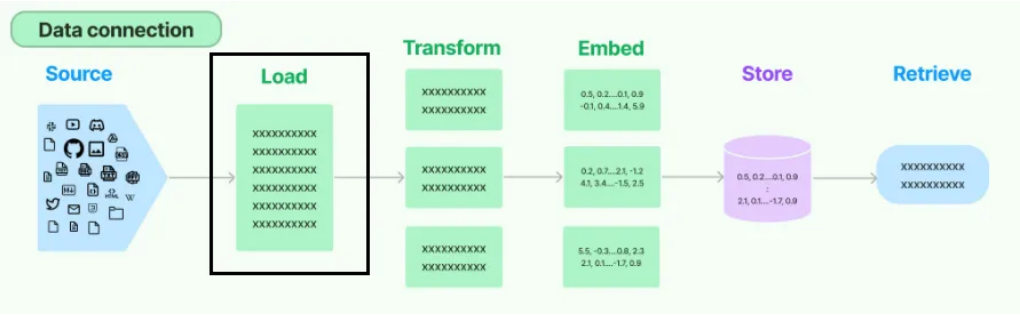 Data connection
Source
Load
Transform
Embed
Store
Retrieve
XXXXXXXXXX
XXXXXXXXXX
XXXXXXXXXX
XXXXXXXXXX
XXXXXXXXXX
XXXXXXXXXX
XXXXXXXXXX
XXXXXXXXXX
XXXXXXXXXX
XXXXXXXXXX
XXXXXXXXXX
XXXXXXXXXX
0.5, 0.2....0.1, 0.9
-0.1, 0.4....1.4, 5.9
0.2, 0.7....2.1, -1.2
4.1, 3.4....-1.5, 2.5
5.5, -0.3....0.8, 2.3
2.1, 0.1....-1.7, 0.9
0.5, 0.2....0.1, 0.9
:
2.1, 0.1....-1.7, 0.9
XXXXXXXXXX
XXXXXXXXXX